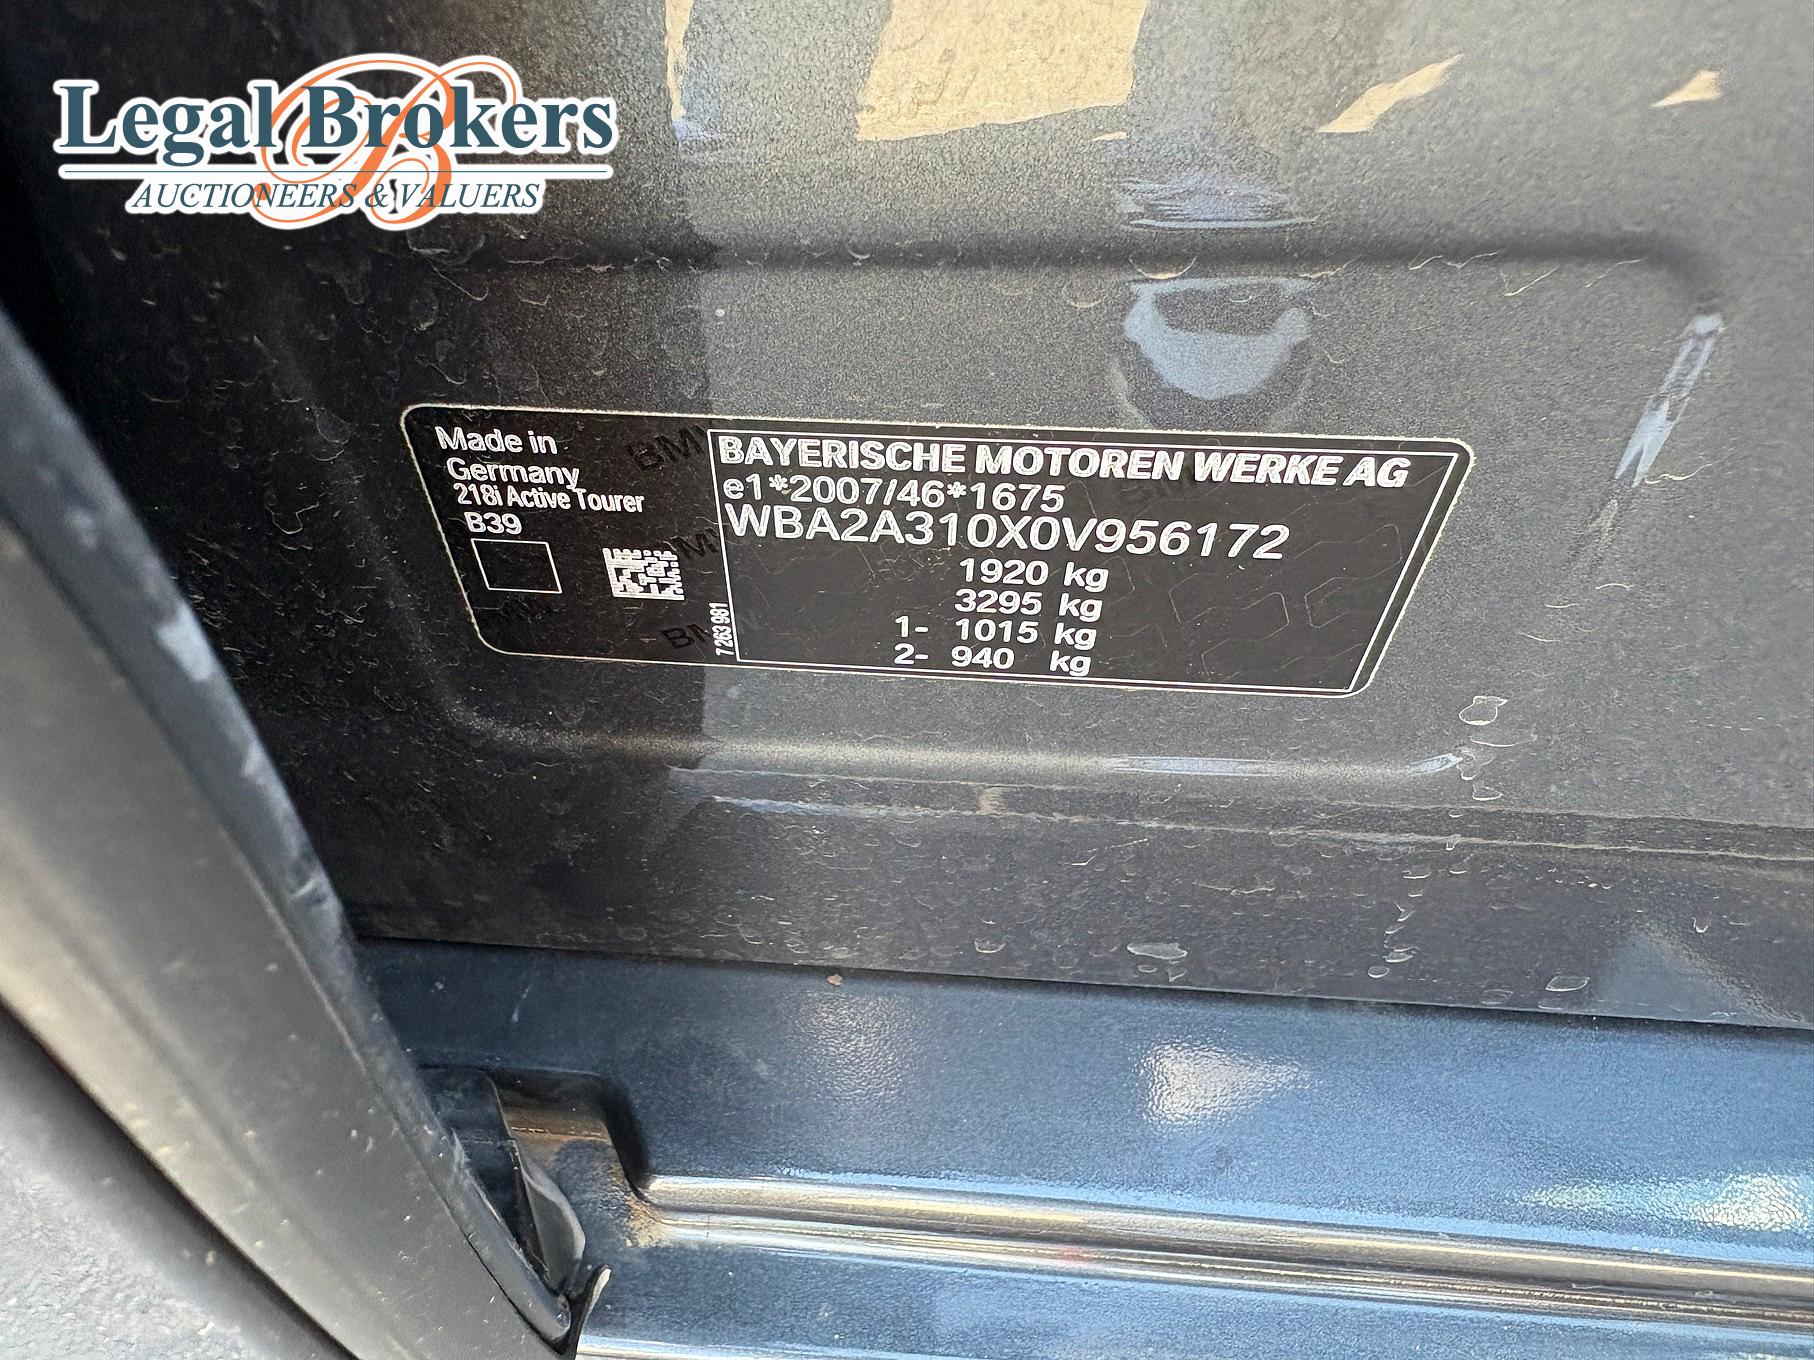 Legal Brokers
AUCTIONEERS & VALUERS
Made in
Germany
218i Active Tourer
B39
7 263 981
BAYERISCHE MOTOREN WERKE AG
e1*2007/46*1675
WBA2A310X0V956172
1920 kg
3295 kg
1- 1015 kg
2- 940 kg
BMW